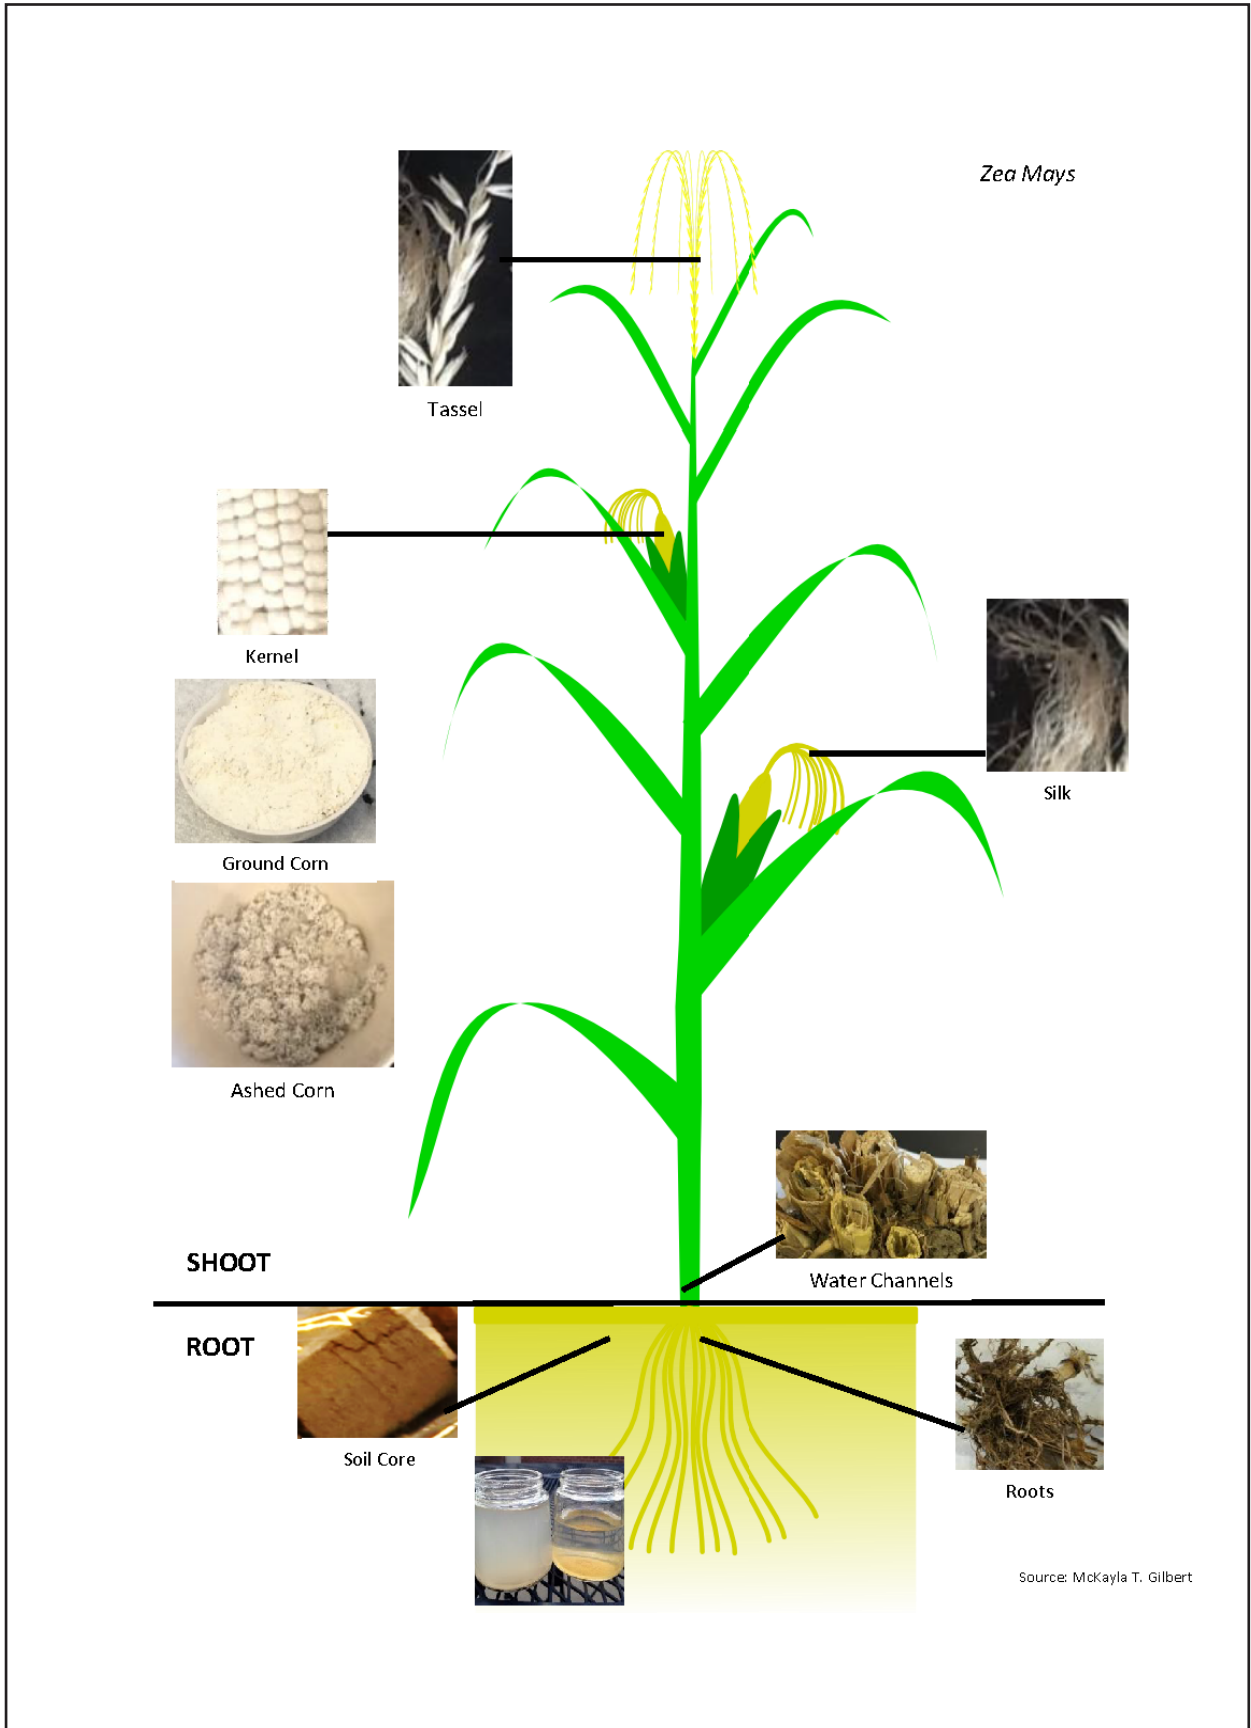 Zea Mays
Tassel
Kernel
Silk
Ground Corn
Ashed Corn
SHOOT
Water Channels
ROOT
Soil Core
Roots
Source: McKayla T. Gilbert